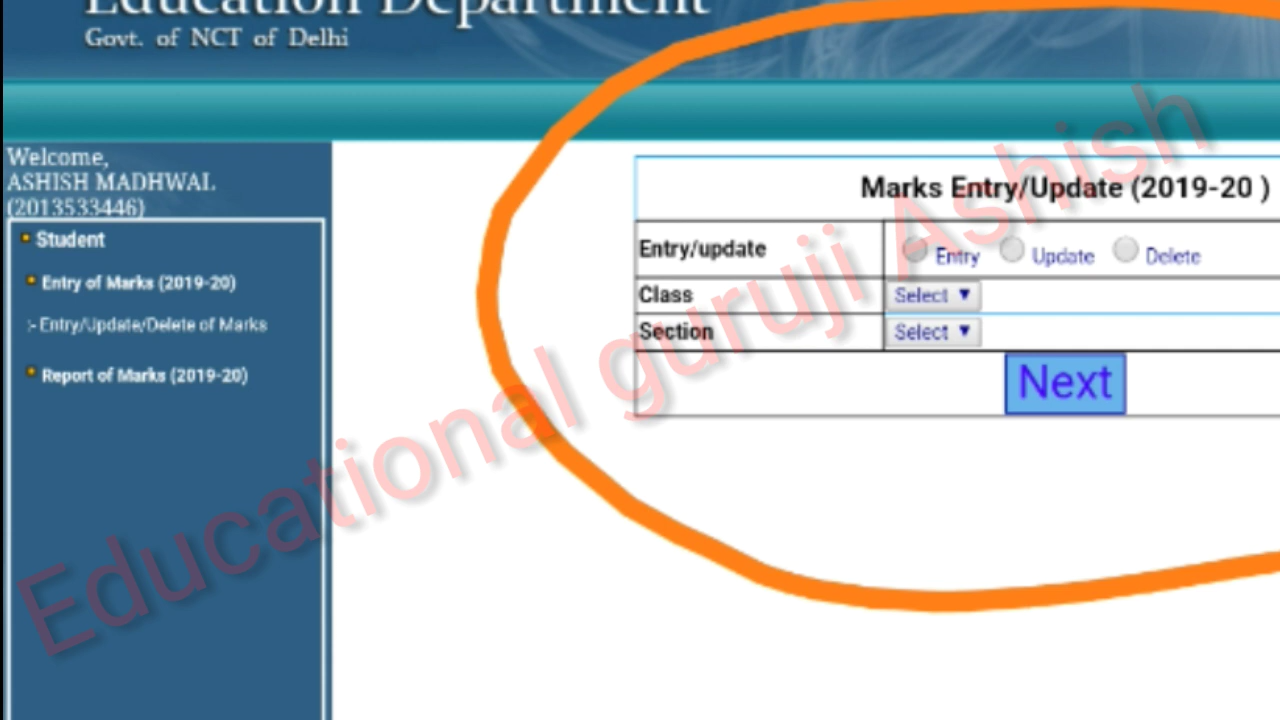 Education Department
Govt. of NCT of Delhi
Welcome,
ASHISH MADHWAL
(2013533446)
Student
Entry of Marks (2019-20)
:- Entry/Update/Delete of Marks
Report of Marks (2019-20)
Marks Entry/Update (2019-20 )
Entry/update
Entry
Update
Delete
Class
Select ▼
Section
Select ▼
Next
Educational guruji Ashish